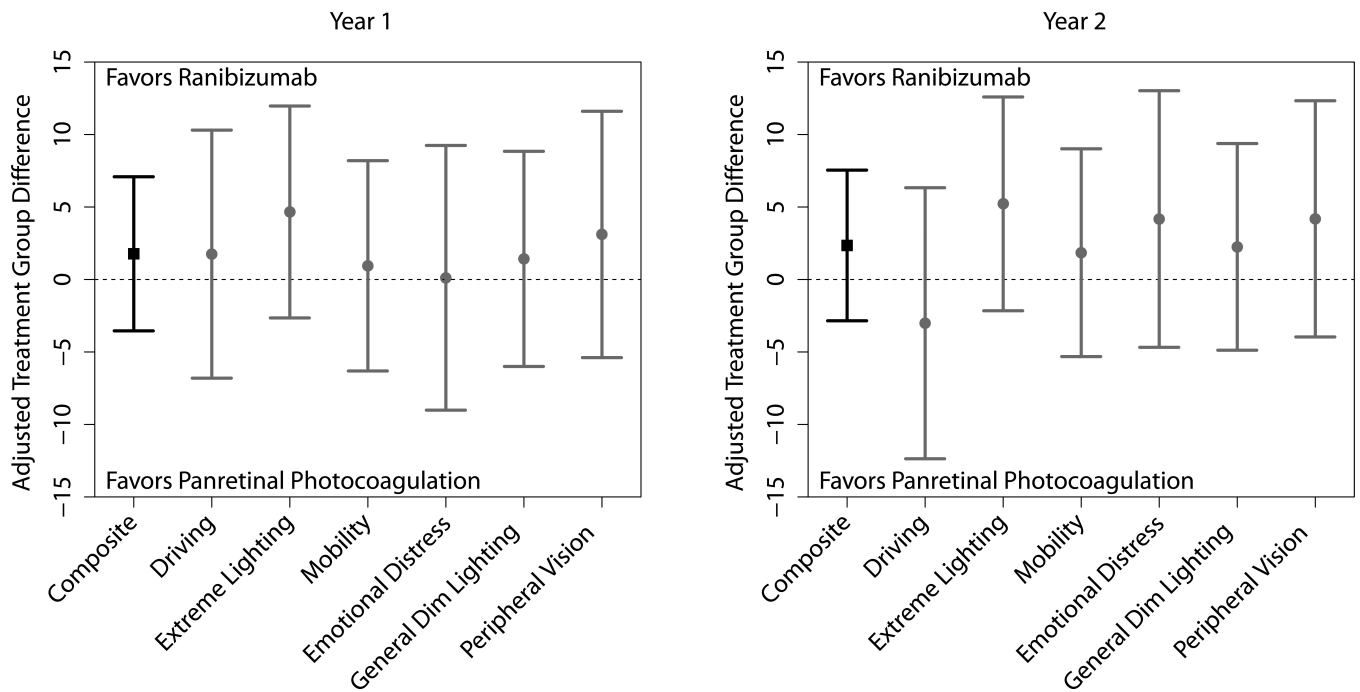 Year 1
Adjusted Treatment Group Difference
15
10
5
0
−5
−10
−15
Favors Ranibizumab
Favors Panretinal Photocoagulation
Composite
Driving
Extreme Lighting
Mobility
Emotional Distress
General Dim Lighting
Peripheral Vision
Year 2
Adjusted Treatment Group Difference
15
10
5
0
−5
−10
−15
Favors Ranibizumab
Favors Panretinal Photocoagulation
Composite
Driving
Extreme Lighting
Mobility
Emotional Distress
General Dim Lighting
Peripheral Vision